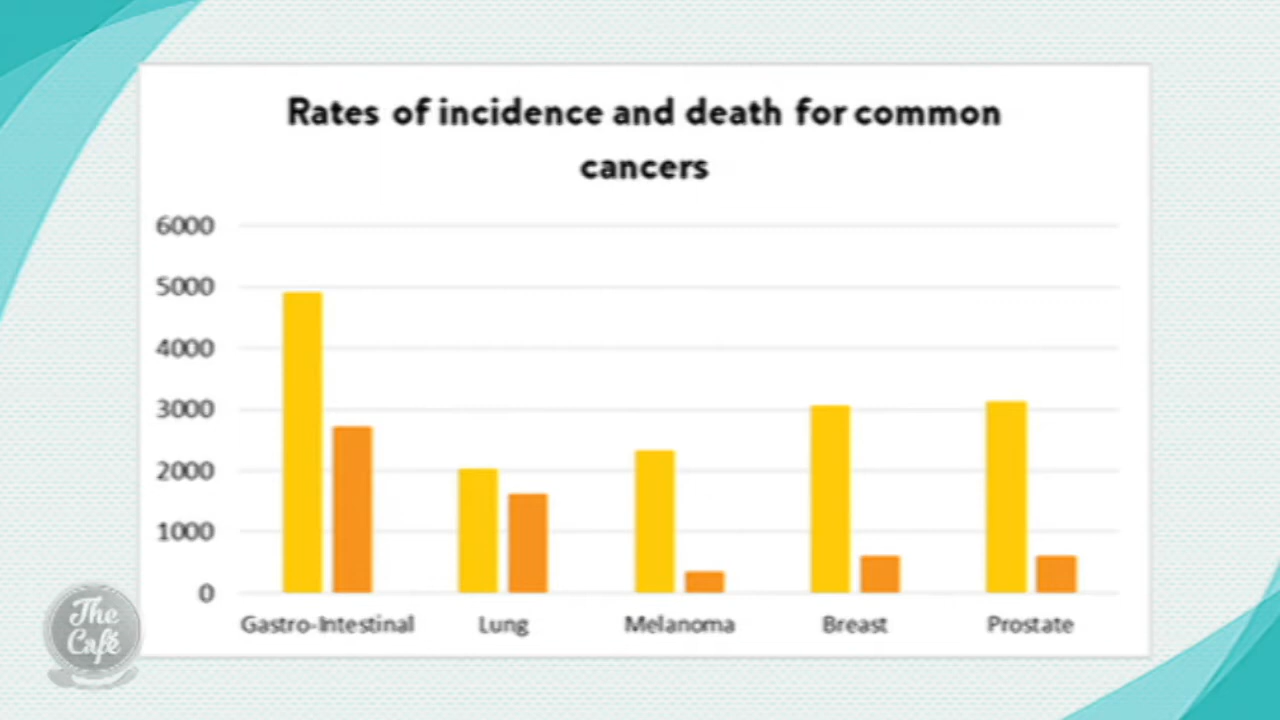 Rates of incidence and death for common
cancers
6000
5000
4000
3000
2000
1000
0
Gastro-Intestinal Lung Melanoma Breast Prostate
The
Café